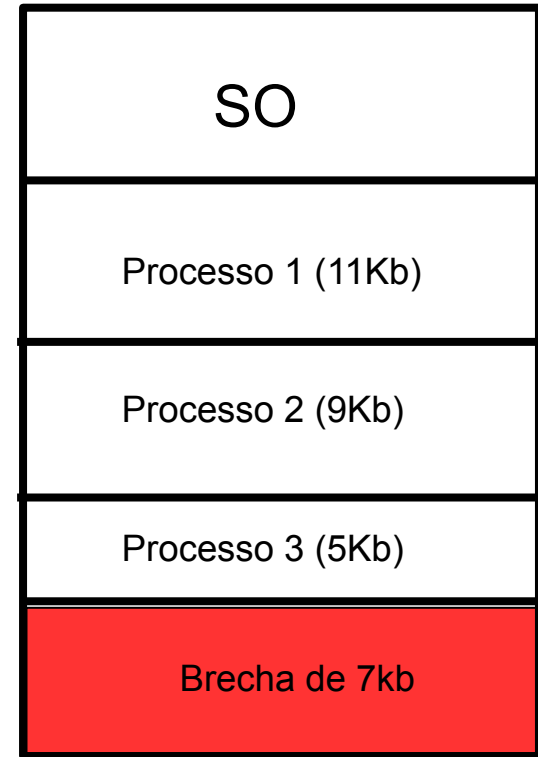 SO
Processo 1 (11Kb)
Processo 2 (9Kb)
Processo 3 (5Kb)
Brecha de 7kb